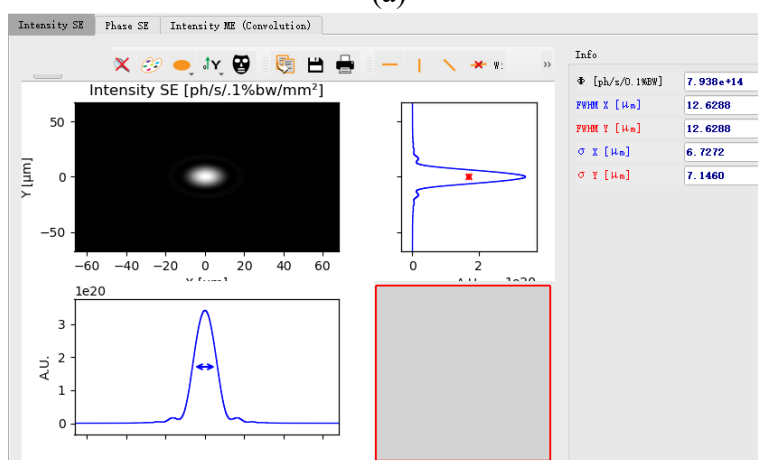 (a)
Intensity SE Phase SE Intensity ME (Convolution)
W: »
Info
Intensity SE [ph/s/.1%bw/mm²]
Φ [ph/s/0.1%BW] 7.938e+14
FWHM X [μm] 12.6288
FWHM Y [μm] 12.6288
σ X [μm] 6.7272
σ Y [μm] 7.1460
Y [μm]
50
0
−50
−60 −40 −20 0 20 40 60
0 2
1e20
3
2
1
0
A.U.